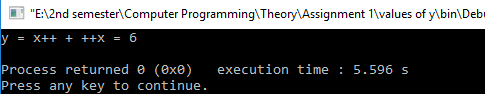 "E:\2nd semester\Computer Programming\Theory\Assignment 1\values of y\bin\Debu
y = x++ + ++x = 6
Process returned 0 (0x0)   execution time : 5.596 s
Press any key to continue.